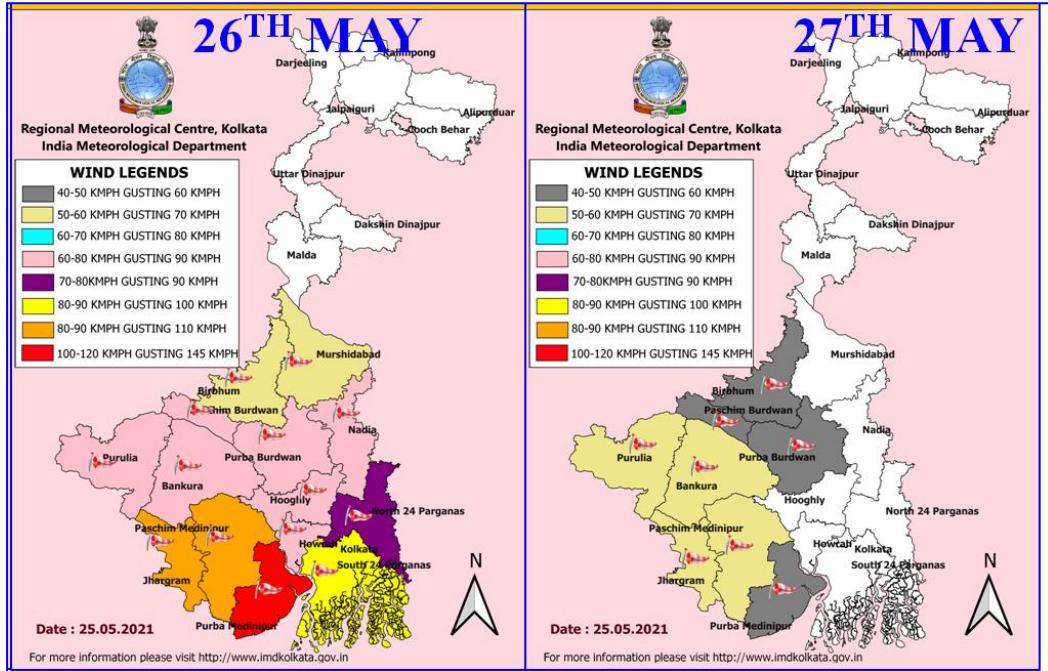 26TH MAY
Kalimpong
Darjeeling
Jalpaiguri
Alipurduar
Cooch Behar
Regional Meteorological Centre, Kolkata
India Meteorological Department
WIND LEGENDS
40-50 KMPH GUSTING 60 KMPH
50-60 KMPH GUSTING 70 KMPH
60-70 KMPH GUSTING 80 KMPH
60-80 KMPH GUSTING 90 KMPH
70-80KMPH GUSTING 90 KMPH
80-90 KMPH GUSTING 100 KMPH
80-90 KMPH GUSTING 110 KMPH
100-120 KMPH GUSTING 145 KMPH
Uttar Dinajpur
Dakshin Dinajpur
Malda
Murshidabad
Birbhum
him Burdwan
Nadia
Purulia
Purba Burdwan
Bankura
Hooghly
North 24 Parganas
Paschim Medinipur
Howrah
Kolkata
South 24 Parganas
Jhargram
Purba Medinipur
N
Date : 25.05.2021
For more information please visit http://www.imdkolkata.gov.in
27TH MAY
Kalimpong
Darjeeling
Jalpaiguri
Alipurduar
Cooch Behar
Regional Meteorological Centre, Kolkata
India Meteorological Department
WIND LEGENDS
40-50 KMPH GUSTING 60 KMPH
50-60 KMPH GUSTING 70 KMPH
60-70 KMPH GUSTING 80 KMPH
60-80 KMPH GUSTING 90 KMPH
70-80KMPH GUSTING 90 KMPH
80-90 KMPH GUSTING 100 KMPH
80-90 KMPH GUSTING 110 KMPH
100-120 KMPH GUSTING 145 KMPH
Uttar Dinajpur
Dakshin Dinajpur
Malda
Murshidabad
Birbhum
Paschim Burdwan
Nadia
Purulia
Purba Burdwan
Bankura
Hooghly
North 24 Parganas
Paschim Medinipur
Howrah
Kolkata
South 24 Parganas
Jhargram
Purba Medinipur
N
Date : 25.05.2021
For more information please visit http://www.imdkolkata.gov.in